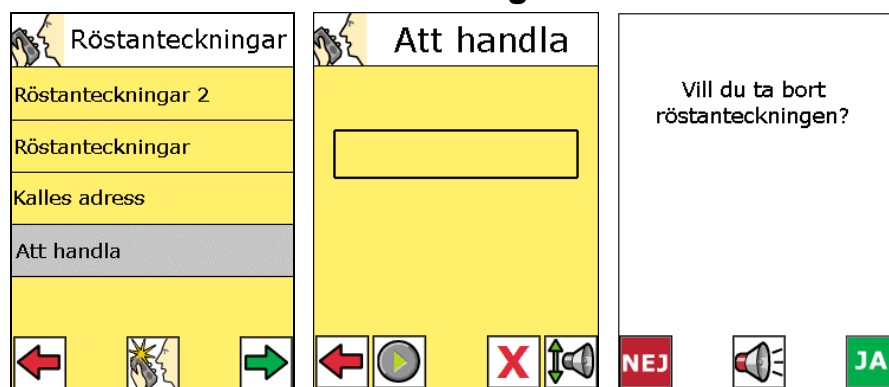 Röstanteckningar
Röstanteckningar 2
Röstanteckningar
Kalles adress
Att handla
Att handla
X
Vill du ta bort
röstanteckningen?
NEJ
JA